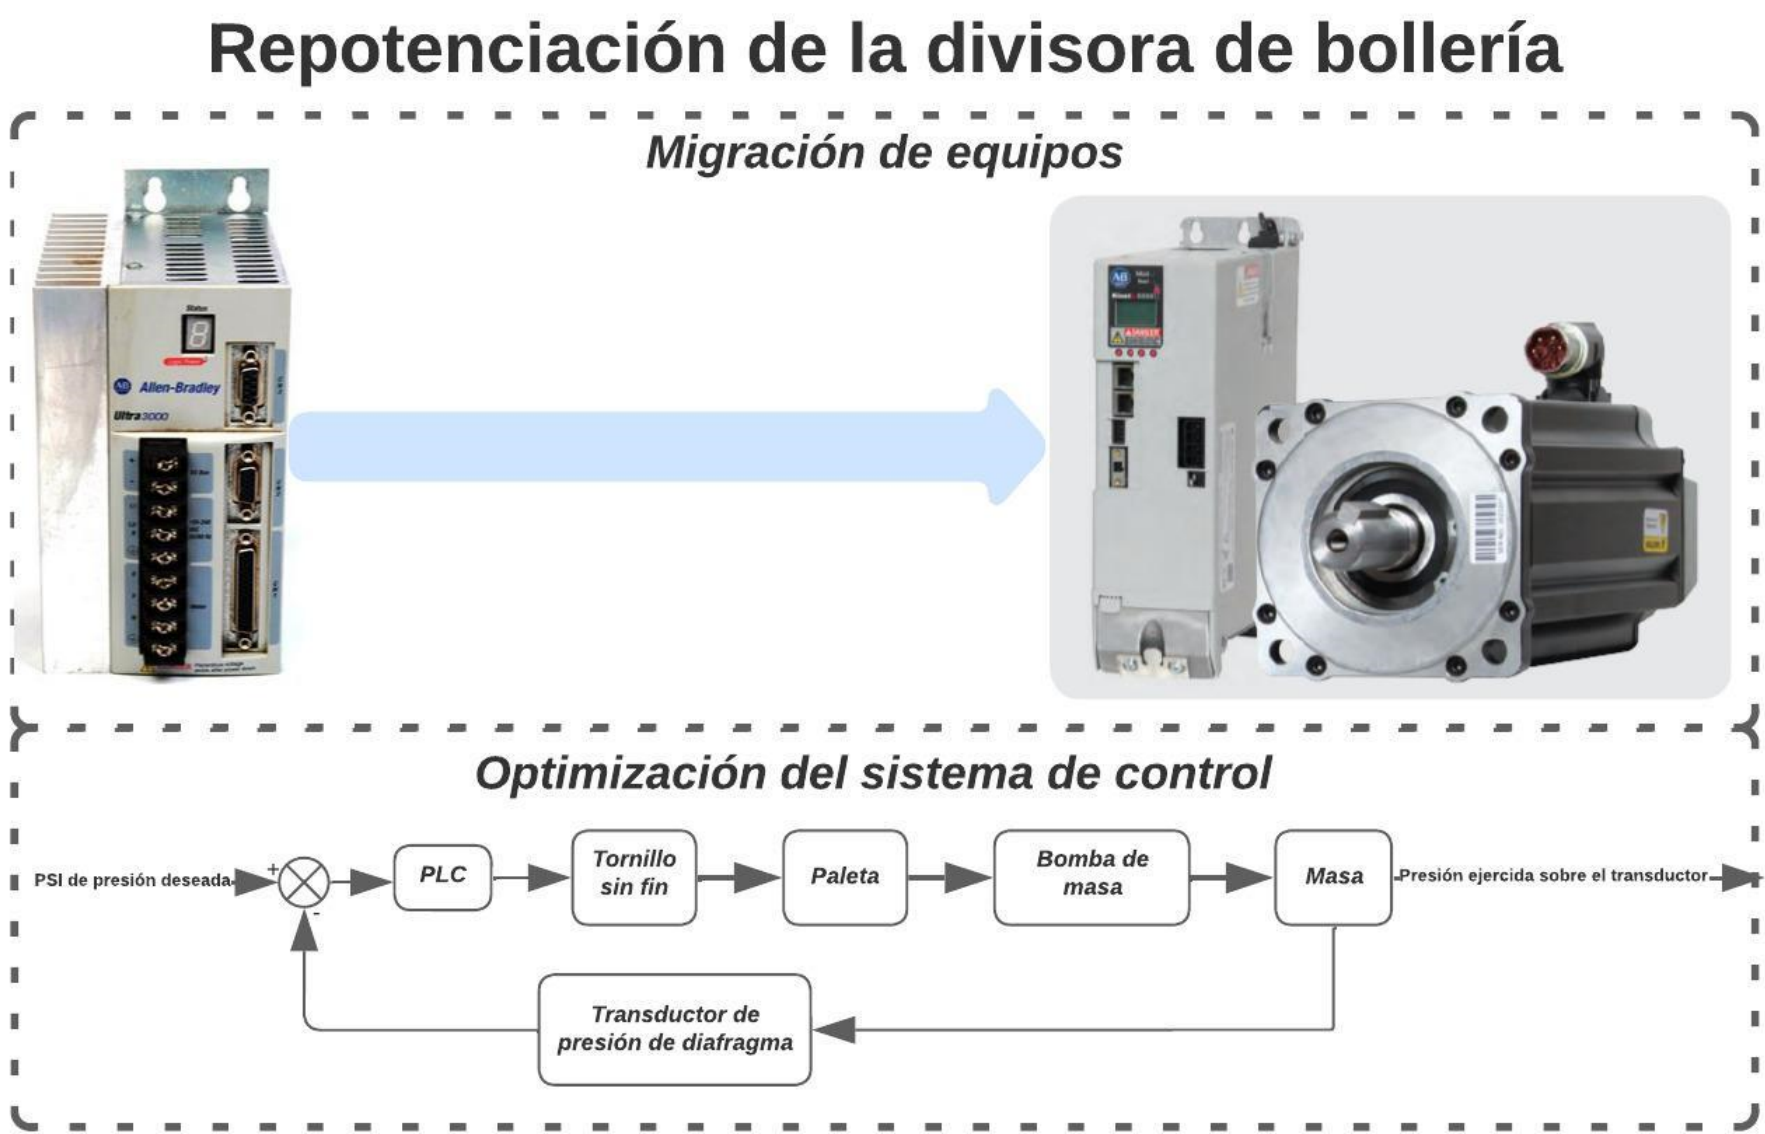 Repotenciación de la divisora de bollería
Migración de equipos
Status
Allen-Bradley
Ultra3000
AB
DANGER
Optimización del sistema de control
PSI de presión deseada
+
-
PLC
Tornillo
sin fin
Paleta
Bomba de
masa
Masa
Presión ejercida sobre el transductor
Transductor de
presión de diafragma